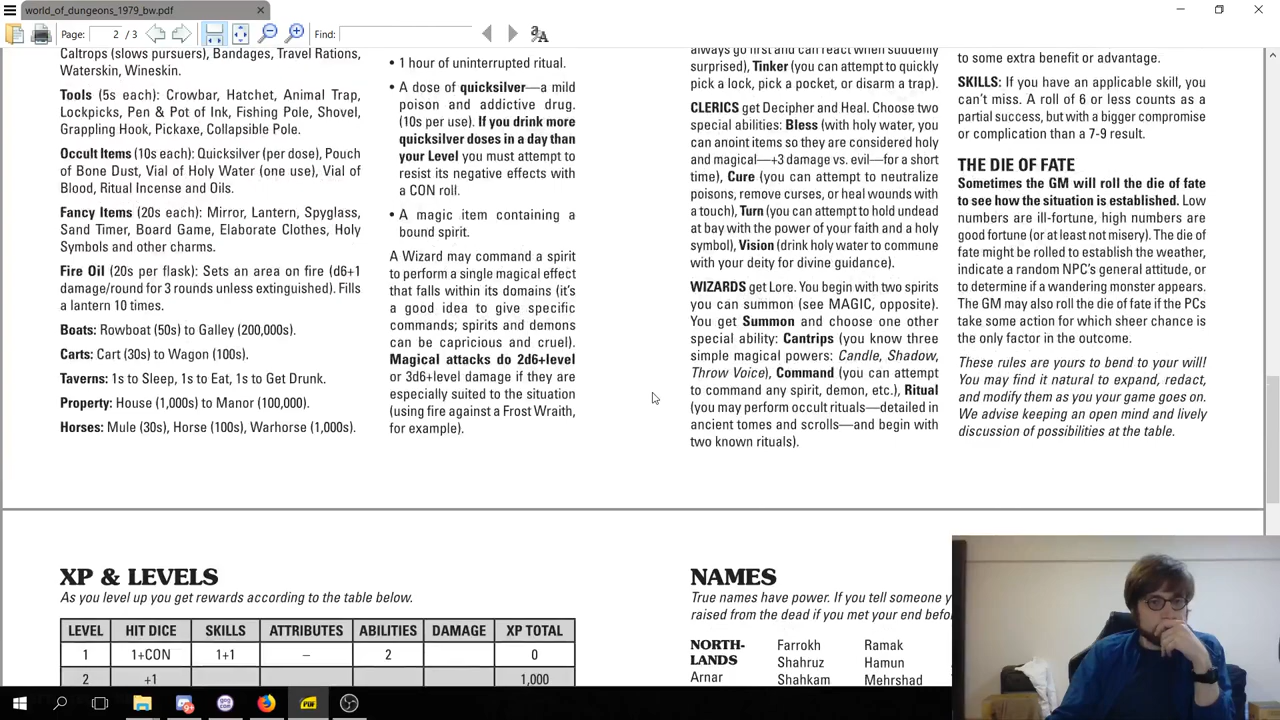 world_of_dungeons_1979_bw.pdf
Page: 2 / 3 Find:
Caltrops (slows pursuers), Bandages, Travel Rations,
Waterskin, Wineskin.
Tools (5s each): Crowbar, Hatchet, Animal Trap,
Lockpicks, Pen & Pot of Ink, Fishing Pole, Shovel,
Grappling Hook, Pickaxe, Collapsible Pole.
Occult Items (10s each): Quicksilver (per dose), Pouch
of Bone Dust, Vial of Holy Water (one use), Vial of
Blood, Ritual Incense and Oils.
Fancy Items (20s each): Mirror, Lantern, Spyglass,
Sand Timer, Board Game, Elaborate Clothes, Holy
Symbols and other charms.
Fire Oil (20s per flask): Sets an area on fire (d6+1
damage/round for 3 rounds unless extinguished). Fills
a lantern 10 times.
Boats: Rowboat (50s) to Galley (200,000s).
Carts: Cart (30s) to Wagon (100s).
Taverns: 1s to Sleep, 1s to Eat, 1s to Get Drunk.
Property: House (1,000s) to Manor (100,000).
Horses: Mule (30s), Horse (100s), Warhorse (1,000s).
• 1 hour of uninterrupted ritual.
• A dose of quicksilver—a mild
poison and addictive drug.
(10s per use). If you drink more
quicksilver doses in a day than
your Level you must attempt to
resist its negative effects with
a CON roll.
• A magic item containing a
bound spirit.
A Wizard may command a spirit
to perform a single magical effect
that falls within its domains (it's
a good idea to give specific
commands; spirits and demons
can be capricious and cruel).
Magical attacks do 2d6+level
or 3d6+level damage if they are
especially suited to the situation
(using fire against a Frost Wraith,
for example).
always go first and can react when suddenly
surprised), Tinker (you can attempt to quickly
pick a lock, pick a pocket, or disarm a trap).
CLERICS get Decipher and Heal. Choose two
special abilities: Bless (with holy water, you
can anoint items so they are considered holy
and magical—+3 damage vs. evil—for a short
time), Cure (you can attempt to neutralize
poisons, remove curses, or heal wounds with
a touch), Turn (you can attempt to hold undead
at bay with the power of your faith and a holy
symbol), Vision (drink holy water to commune
with your deity for divine guidance).
WIZARDS get Lore. You begin with two spirits
you can summon (see MAGIC, opposite).
You get Summon and choose one other
special ability: Cantrips (you know three
simple magical powers: Candle, Shadow,
Throw Voice), Command (you can attempt
to command any spirit, demon, etc.), Ritual
(you may perform occult rituals—detailed in
ancient tomes and scrolls—and begin with
two known rituals).
to some extra benefit or advantage.
SKILLS: If you have an applicable skill, you
can't miss. A roll of 6 or less counts as a
partial success, but with a bigger compromise
or complication than a 7-9 result.
THE DIE OF FATE
Sometimes the GM will roll the die of fate
to see how the situation is established. Low
numbers are ill-fortune, high numbers are
good fortune (or at least not misery). The die of
fate might be rolled to establish the weather,
indicate a random NPC's general attitude, or
to determine if a wandering monster appears.
The GM may also roll the die of fate if the PCs
take some action for which sheer chance is
the only factor in the outcome.
These rules are yours to bend to your will!
You may find it natural to expand, redact,
and modify them as you your game goes on.
We advise keeping an open mind and lively
discussion of possibilities at the table.
XP & LEVELS
As you level up you get rewards according to the table below.
LEVEL HIT DICE SKILLS ATTRIBUTES ABILITIES DAMAGE XP TOTAL
1 1+CON 1+1 – 2 0
2 +1 1,000
NAMES
True names have power. If you tell someone y
raised from the dead if you met your end befo
NORTH-
LANDS
Arnar
Farrokh
Shahruz
Shahkam
Ramak
Hamun
Mehrshad